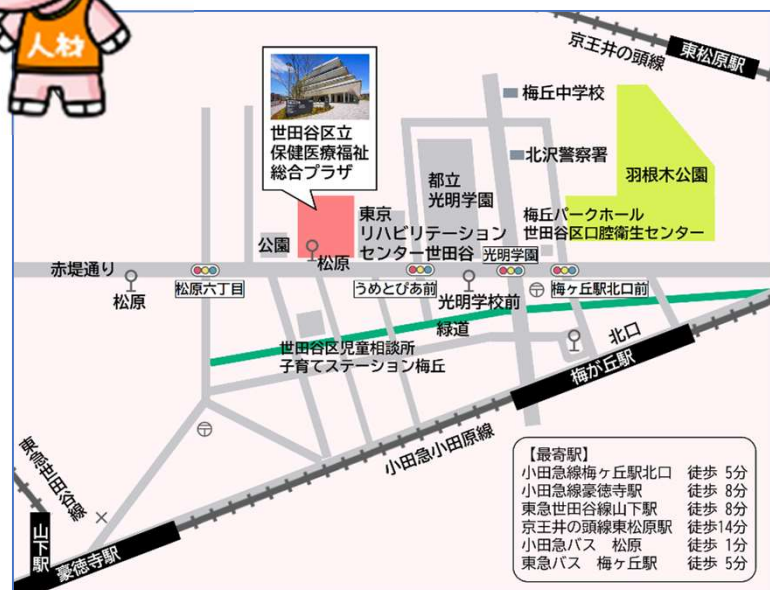 人材
京王井の頭線
東松原駅
梅丘中学校
北沢警察署
羽根木公園
世田谷区立
保健医療福祉
総合プラザ
都立
光明学園
梅丘パークホール
世田谷区口腔衛生センター
東京
リハビリテーション
センター世田谷
光明学園
公園
松原
赤堤通り
松原
松原六丁目
うめとぴあ前
光明学校前
梅ヶ丘駅北口前
緑道
世田谷区児童相談所
子育てステーション梅丘
北口
梅が丘駅
小田急小田原線
東急世田谷線
山下駅
豪徳寺駅
【最寄駅】
小田急線梅ヶ丘駅北口 徒歩 5分
小田急線豪徳寺駅 徒歩 8分
東急世田谷線山下駅 徒歩 8分
京王井の頭線東松原駅 徒歩14分
小田急バス 松原 徒歩 1分
東急バス 梅ヶ丘駅 徒歩 5分